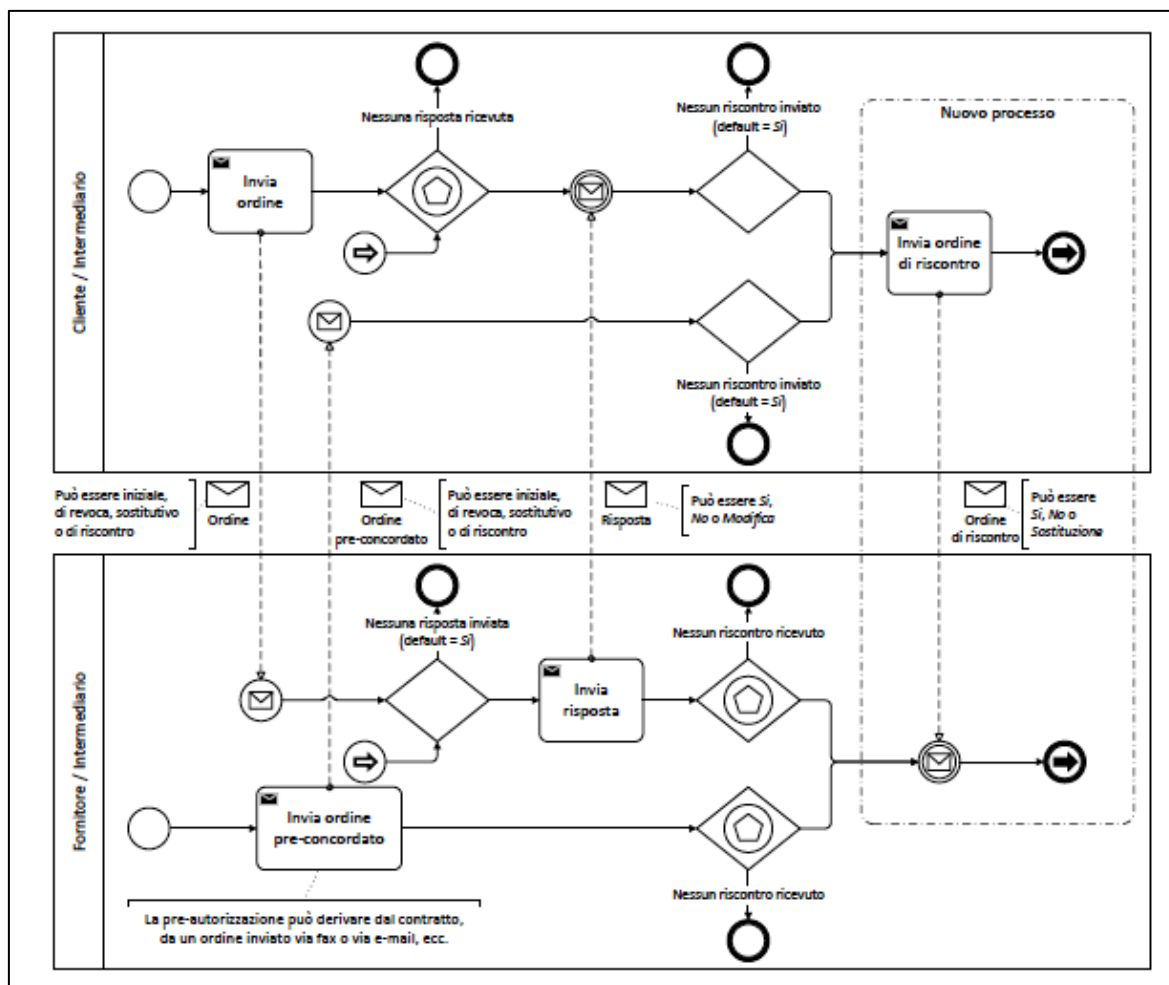 Cliente / Intermediario
Nessuna risposta ricevuta
Nessun riscontro inviato
(default = Sì)
Nuovo processo
Invia
ordine
Invia ordine
di riscontro
Nessun riscontro inviato
(default = Sì)
Può essere iniziale,
di revoca, sostitutivo
o di riscontro
Ordine
Ordine
pre-concordato
Può essere iniziale,
di revoca, sostitutivo
o di riscontro
Risposta
Può essere Sì,
No o Modifica
Ordine
di riscontro
Può essere
Sì, No o
Sostituzione
Fornitore / Intermediario
Nessuna risposta inviata
(default = Sì)
Nessun riscontro ricevuto
Invia
risposta
Invia ordine
pre-concordato
Nessun riscontro ricevuto
La pre-autorizzazione può derivare dal contratto,
da un ordine inviato via fax o via e-mail, ecc.